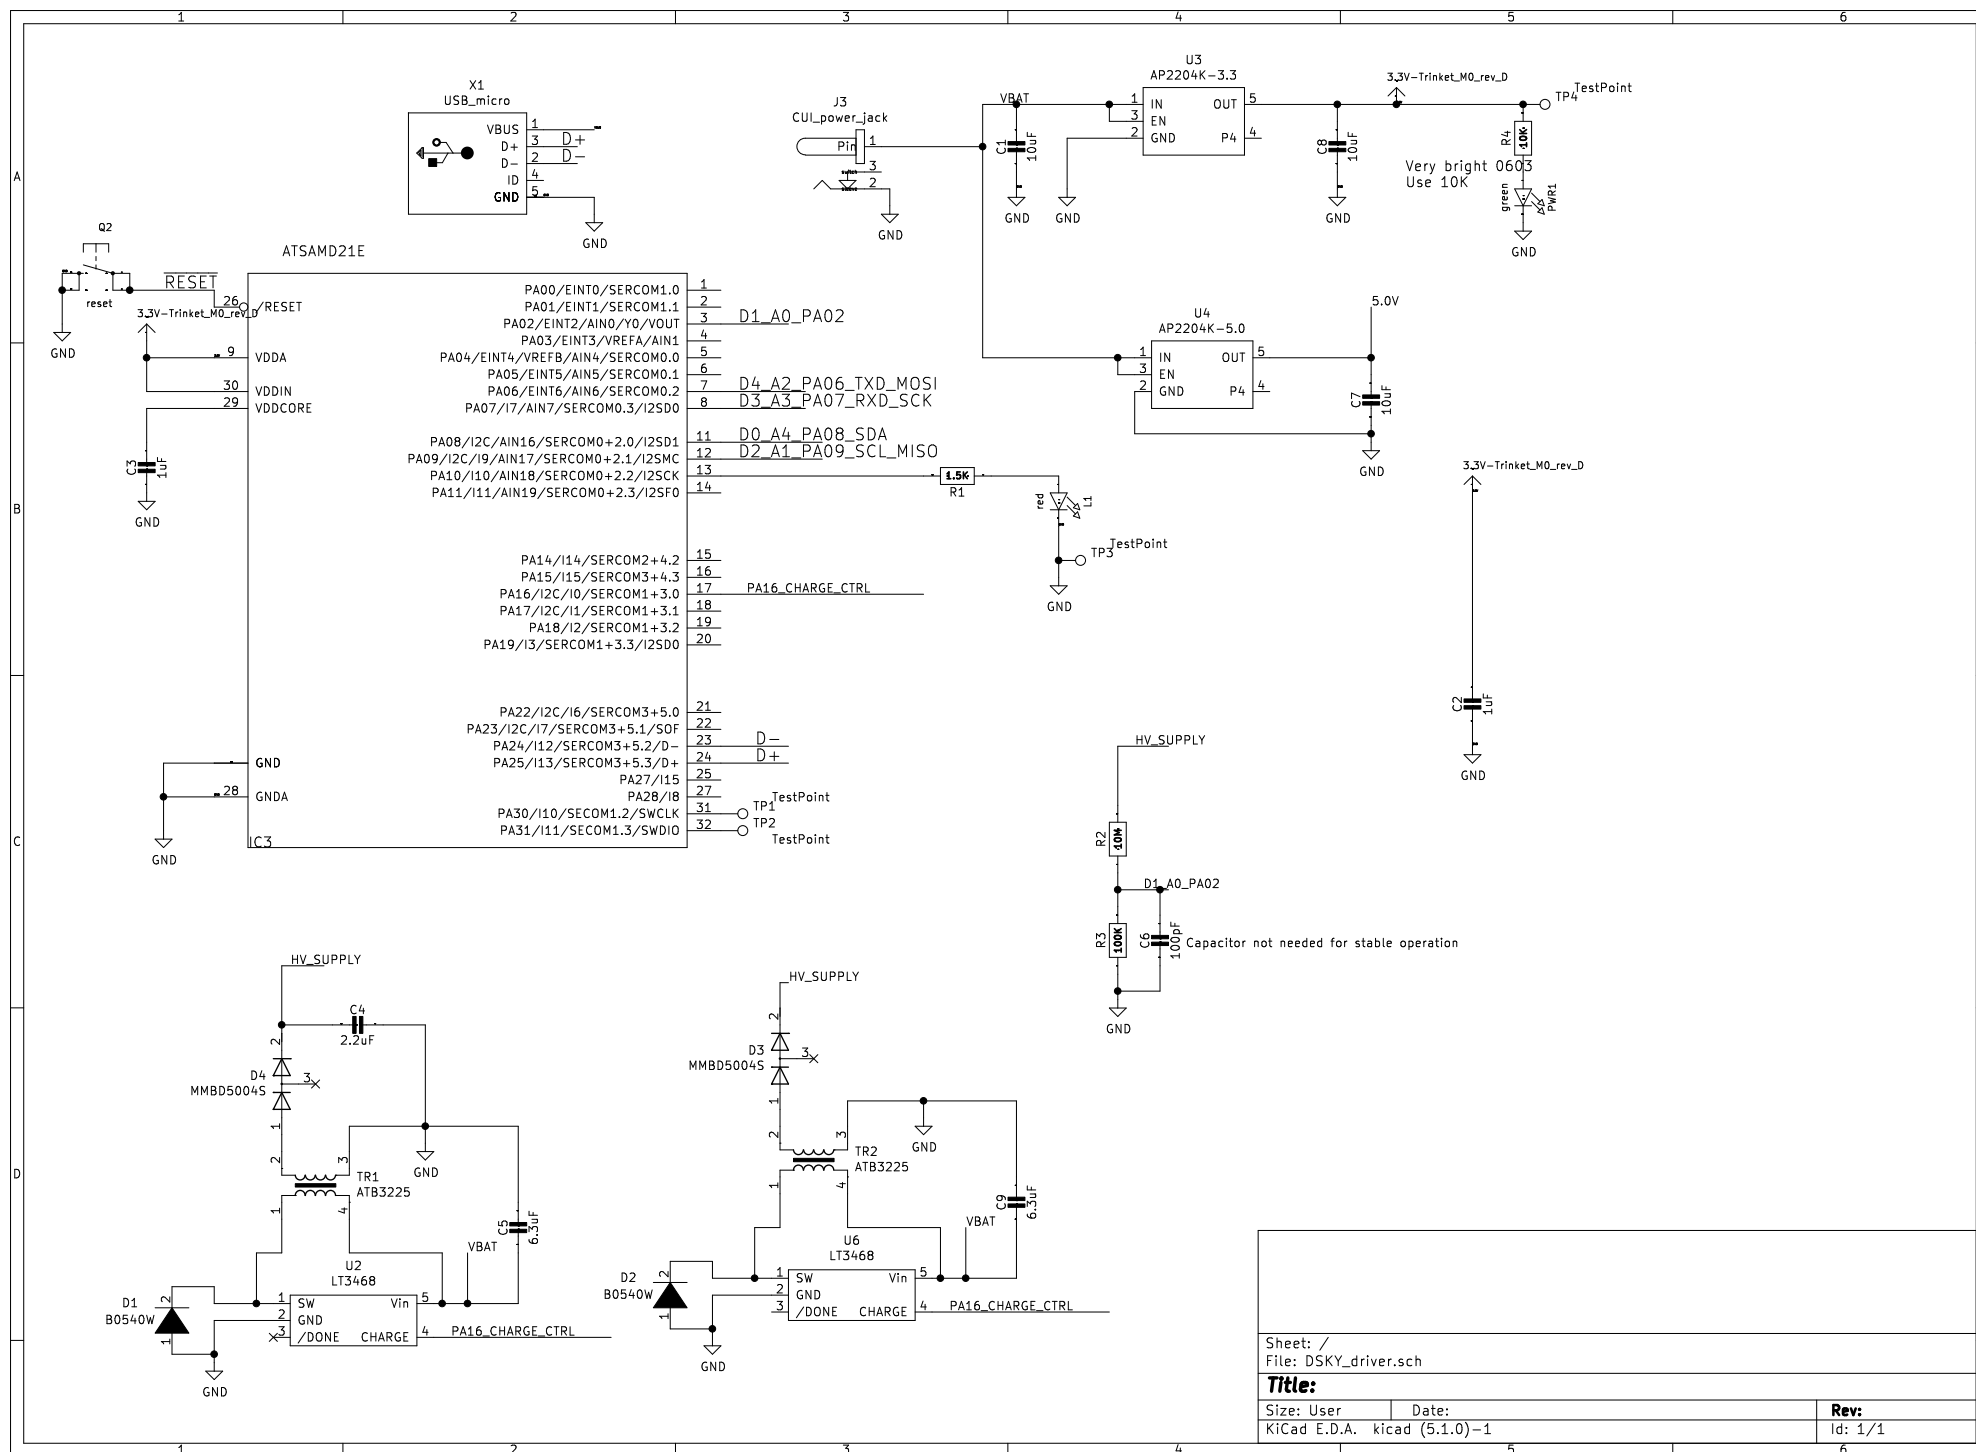 1 2 3 4 5 6
A
B
C
D
X1
USB_micro
VBUS 1
D+ 3 D+
D- 2 D-
ID 4
GND 5
GND
J3
CUI_power_jack
Pin 1
3
2
GND
VBAT
C1
10uF
GND
U3
AP2204K-3.3
1 IN OUT 5
3 EN
2 GND P4 4
GND
C8
10uF
GND
3.3V-Trinket_M0_rev_D
TP4 TestPoint
R4
10K
Very bright 0603
Use 10K
green
PWR1
GND
U4
AP2204K-5.0
1 IN OUT 5
3 EN
2 GND P4 4
5.0V
C7
10uF
GND
Q2
reset
GND
RESET
3.3V-Trinket_M0_rev_D
ATSAMD21E
26 /RESET
9 VDDA
30 VDDIN
29 VDDCORE
C3
1uF
GND
GND
28 GNDA
GND
IC3
PA00/EINT0/SERCOM1.0 1
PA01/EINT1/SERCOM1.1 2
PA02/EINT2/AIN0/Y0/VOUT 3 D1_A0_PA02
PA03/EINT3/VREFA/AIN1 4
PA04/EINT4/VREFB/AIN4/SERCOM0.0 5
PA05/EINT5/AIN5/SERCOM0.1 6
PA06/EINT6/AIN6/SERCOM0.2 7 D4_A2_PA06_TXD_MOSI
PA07/I7/AIN7/SERCOM0.3/I2SD0 8 D3_A3_PA07_RXD_SCK
PA08/I2C/AIN16/SERCOM0+2.0/I2SD1 11 D0_A4_PA08_SDA
PA09/I2C/I9/AIN17/SERCOM0+2.1/I2SMC 12 D2_A1_PA09_SCL_MISO
PA10/I10/AIN18/SERCOM0+2.2/I2SCK 13
PA11/I11/AIN19/SERCOM0+2.3/I2SF0 14
PA14/I14/SERCOM2+4.2 15
PA15/I15/SERCOM3+4.3 16
PA16/I2C/I0/SERCOM1+3.0 17 PA16_CHARGE_CTRL
PA17/I2C/I1/SERCOM1+3.1 18
PA18/I2/SERCOM1+3.2 19
PA19/I3/SERCOM1+3.3/I2SD0 20
PA22/I2C/I6/SERCOM3+5.0 21
PA23/I2C/I7/SERCOM3+5.1/SOF 22
PA24/I12/SERCOM3+5.2/D- 23 D-
PA25/I13/SERCOM3+5.3/D+ 24 D+
PA27/I15 25
PA28/I8 27
PA30/I10/SECOM1.2/SWCLK 31 TP1 TestPoint
PA31/I11/SECOM1.3/SWDIO 32 TP2
TestPoint
1.5K
R1
red
L1
TP3 TestPoint
GND
3.3V-Trinket_M0_rev_D
C2
1uF
GND
HV_SUPPLY
R2
10M
D1_A0_PA02
R3
100K
C6
100pF
Capacitor not needed for stable operation
GND
HV_SUPPLY
C4
2.2uF
2
D4
MMBD5004S
3
1
GND
2 3
TR1
ATB3225
1 4
C5
6.3uF
VBAT
U2
LT3468
1 SW Vin 5
2 GND
3 /DONE CHARGE 4 PA16_CHARGE_CTRL
D1
B0540W
2
1
GND
HV_SUPPLY
2
D3
MMBD5004S
3
1
GND
2 3
TR2
ATB3225
1 4
C9
6.3uF
VBAT
U6
LT3468
1 SW Vin 5
2 GND
3 /DONE CHARGE 4 PA16_CHARGE_CTRL
D2
B0540W
2
1
GND
Sheet: /
File: DSKY_driver.sch
Title:
Size: User Date: Rev:
KiCad E.D.A. kicad (5.1.0)-1 Id: 1/1
1 2 3 4 5 6